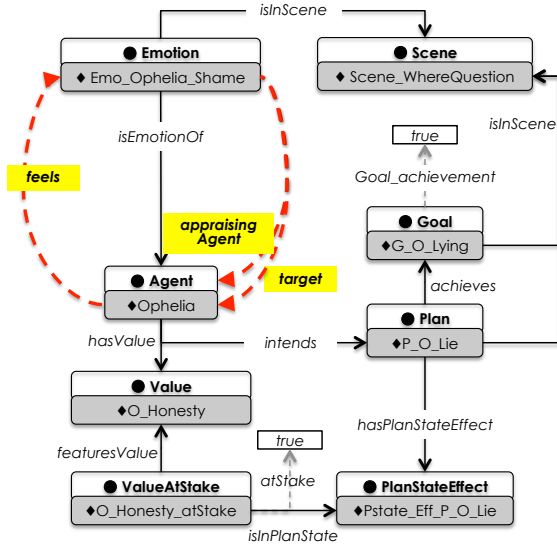 isInScene
● Emotion
♦ Emo_Ophelia_Shame
● Scene
♦ Scene_WhereQuestion
isEmotionOf
true
isInScene
feels
Goal_achievement
appraising
Agent
● Goal
♦G_O_Lying
● Agent
♦Ophelia
target
achieves
hasValue
intends
● Plan
♦P_O_Lie
● Value
♦O_Honesty
hasPlanStateEffect
true
featuresValue
atStake
● ValueAtStake
♦O_Honesty_atStake
● PlanStateEffect
♦Pstate_Eff_P_O_Lie
isInPlanState